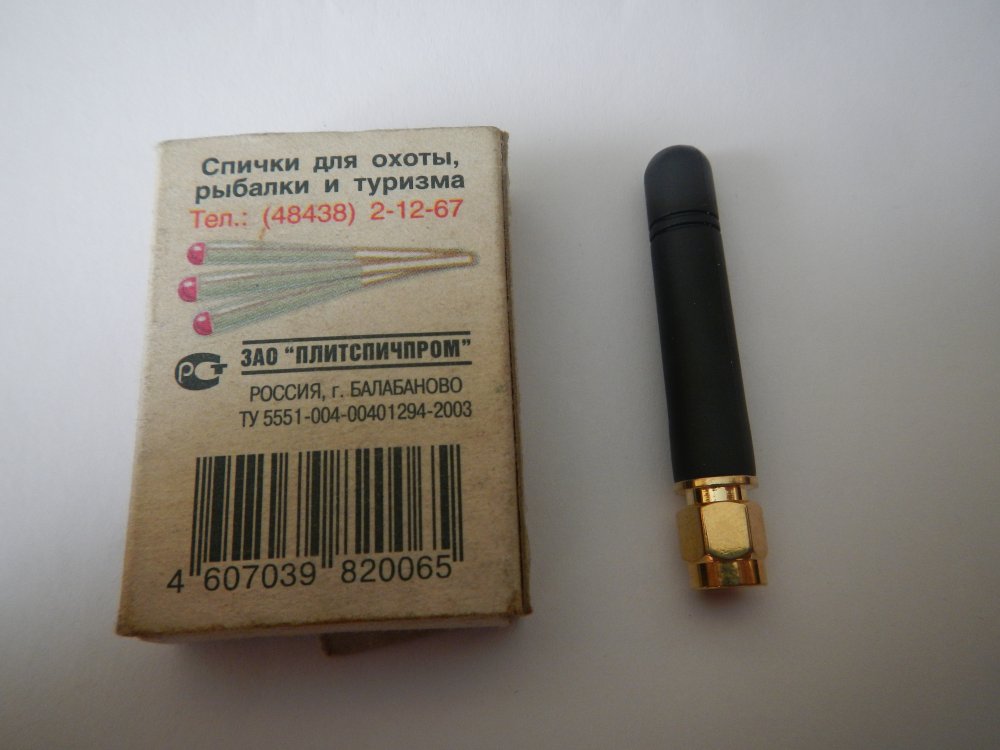 Спички для охоты,
рыбалки и туризма
Тел.: (48438) 2-12-67
РСТ
ЗАО "ПЛИТСПИЧПРОМ"
РОССИЯ, г. БАЛАБАНОВО
ТУ 5551-004-00401294-2003
4 607039 820065